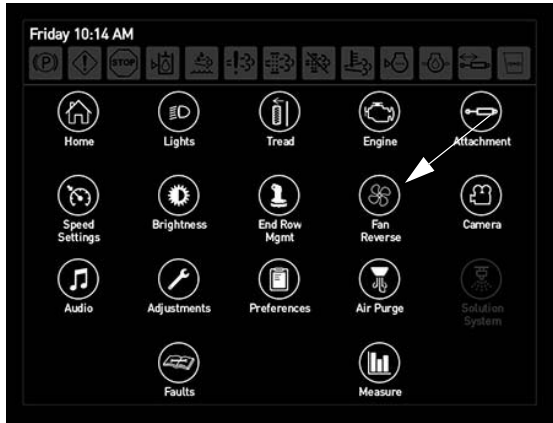 Friday 10:14 AM
(P) STOP
Home Lights Tread Engine Attachment
Speed Brightness End Row Fan Camera
Settings Mgmt Reverse
Audio Adjustments Preferences Air Purge Solution
System
Faults Measure